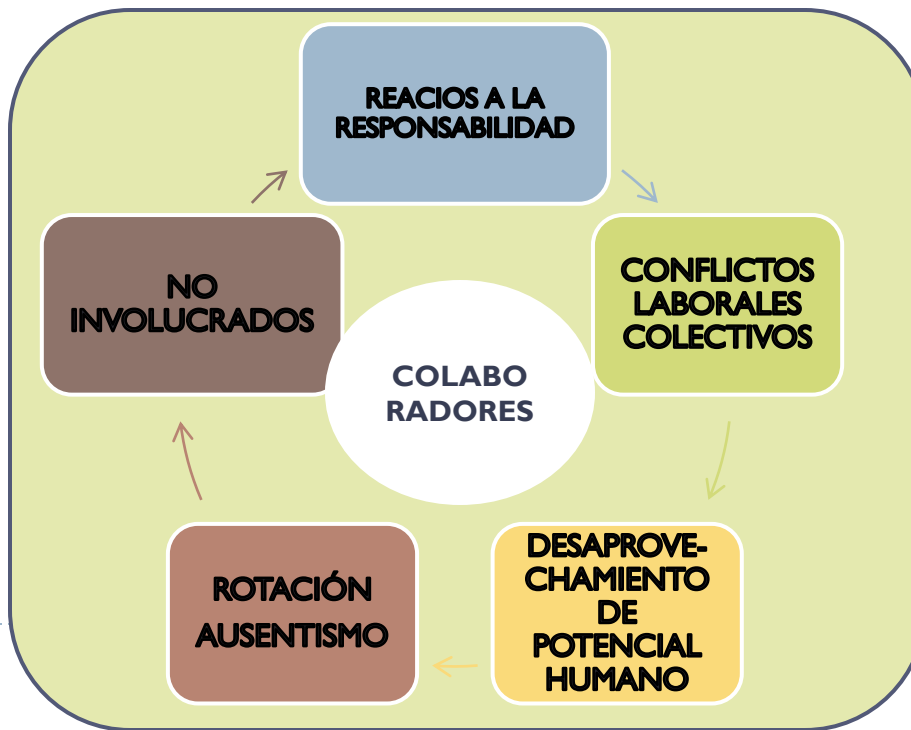 REACIOS A LA
RESPONSABILIDAD
CONFLICTOS
LABORALES
COLECTIVOS
DESAPROVE-
CHAMIENTO
DE
POTENCIAL
HUMANO
ROTACIÓN
AUSENTISMO
NO
INVOLUCRADOS
COLABO
RADORES